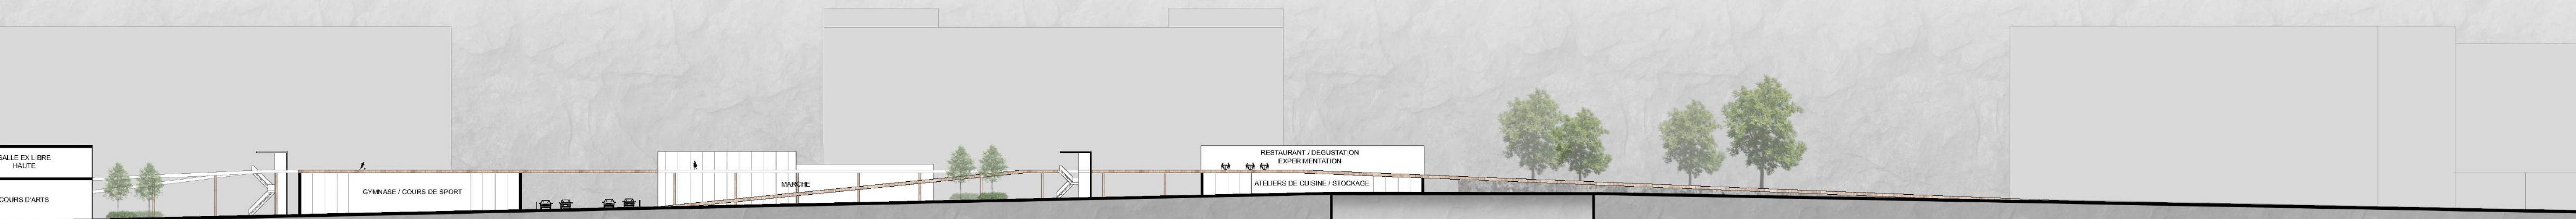 SALLE EX LIBRE
HAUTE
COURS D'ARTS
GYMNASE / COURS DE SPORT
MARCHE
RESTAURANT / DEGUSTATION
EXPERIMENTATION
ATELIERS DE CUISINE / STOCKAGE